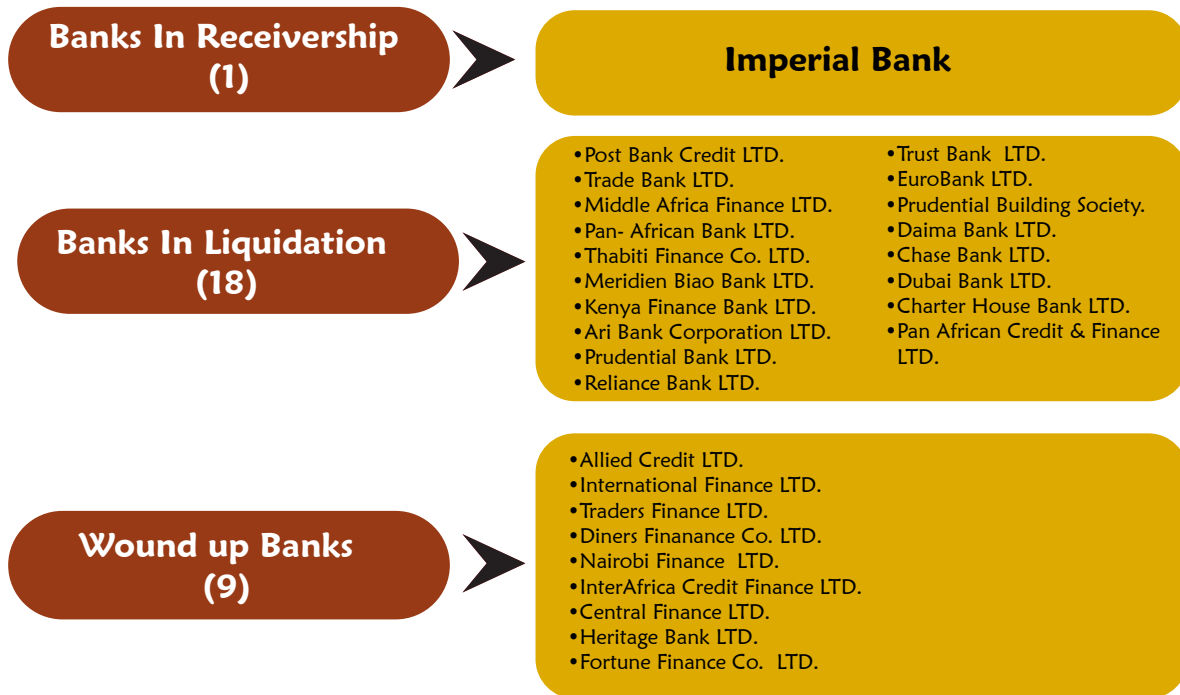 Banks In Receivership
(1)
Imperial Bank
Banks In Liquidation
(18)
•Post Bank Credit LTD.
•Trade Bank LTD.
•Middle Africa Finance LTD.
•Pan- African Bank LTD.
•Thabiti Finance Co. LTD.
•Meridien Biao Bank LTD.
•Kenya Finance Bank LTD.
•Ari Bank Corporation LTD.
•Prudential Bank LTD.
•Reliance Bank LTD.
•Trust Bank LTD.
•EuroBank LTD.
•Prudential Building Society.
•Daima Bank LTD.
•Chase Bank LTD.
•Dubai Bank LTD.
•Charter House Bank LTD.
•Pan African Credit & Finance
LTD.
Wound up Banks
(9)
•Allied Credit LTD.
•International Finance LTD.
•Traders Finance LTD.
•Diners Finanance Co. LTD.
•Nairobi Finance LTD.
•InterAfrica Credit Finance LTD.
•Central Finance LTD.
•Heritage Bank LTD.
•Fortune Finance Co. LTD.